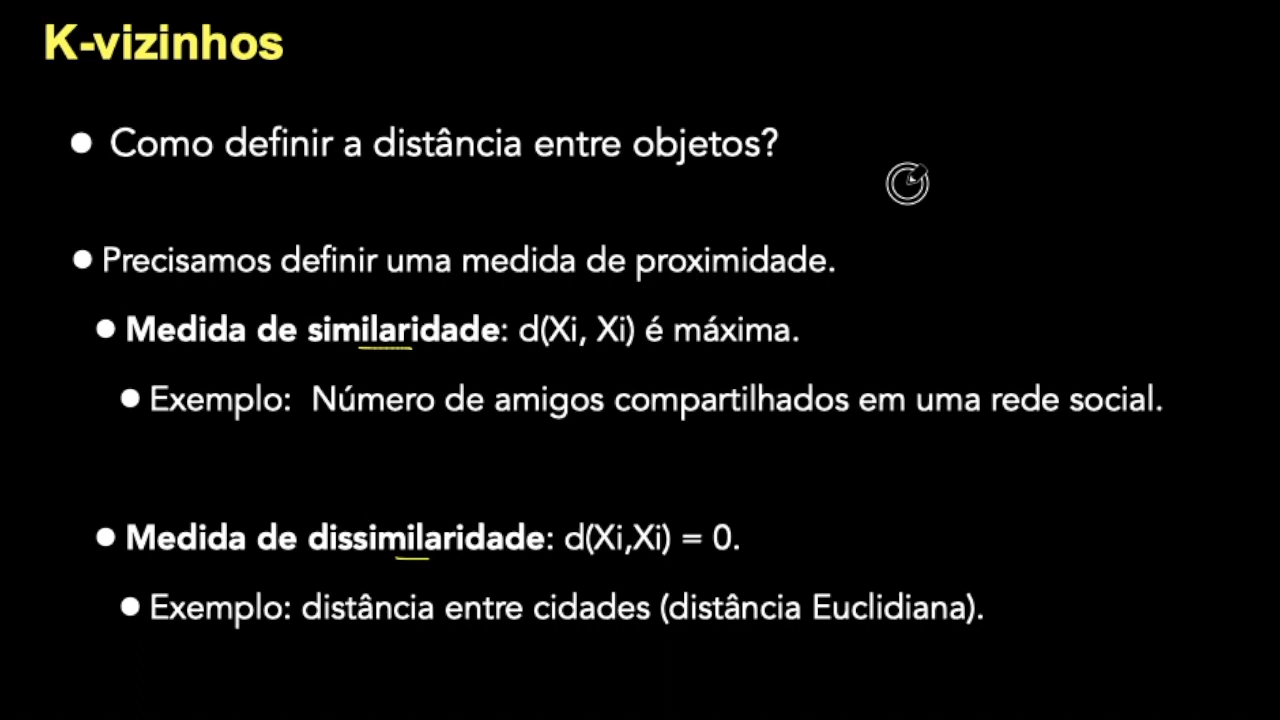 K-vizinhos
● Como definir a distância entre objetos?
● Precisamos definir uma medida de proximidade.
● Medida de similaridade: d(Xi, Xi) é máxima.
● Exemplo: Número de amigos compartilhados em uma rede social.
● Medida de dissimilaridade: d(Xi,Xi) = 0.
● Exemplo: distância entre cidades (distância Euclidiana).